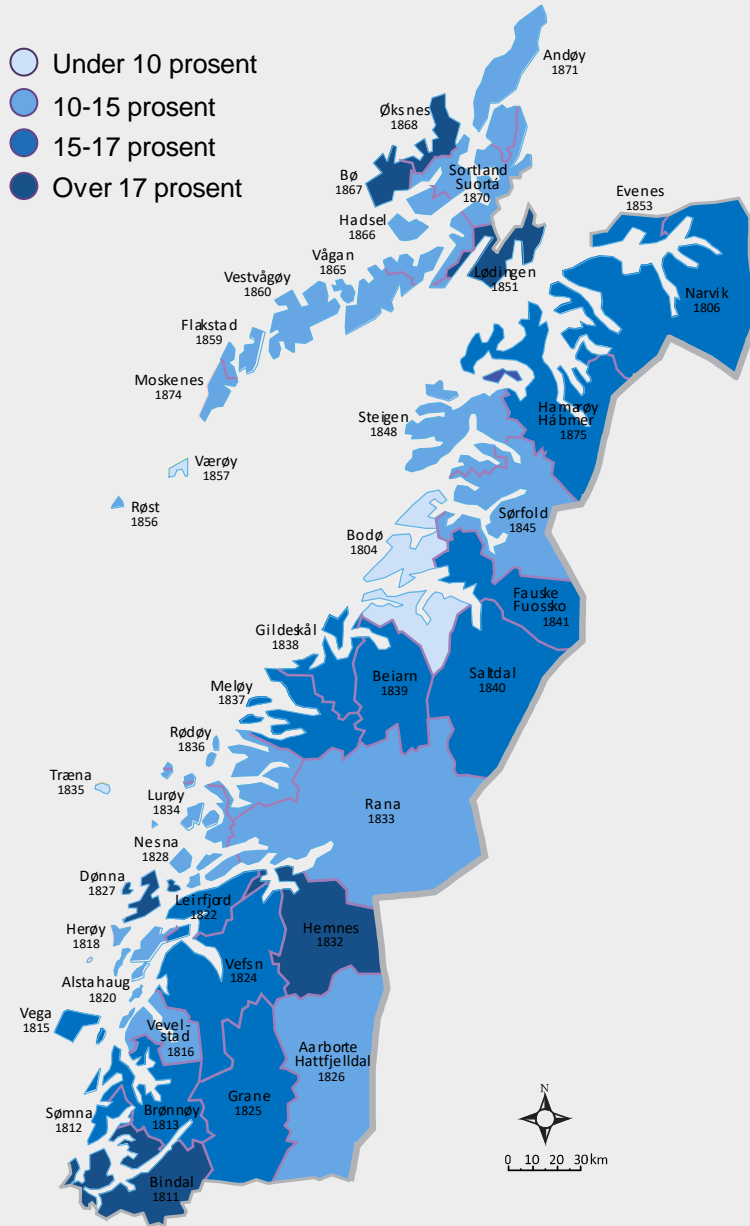 Under 10 prosent
10-15 prosent
15-17 prosent
Over 17 prosent
Andøy
1871
Øksnes
1868
Bø
1867
Sortland
Suortá
1870
Hadsel
1866
Evenes
1853
Vågan
1865
Lødingen
1851
Vestvågøy
1860
Narvik
1806
Flakstad
1859
Moskenes
1874
Hamarøy
Hábmer
1875
Steigen
1848
Værøy
1857
Røst
1856
Sørfold
1845
Bodø
1804
Fauske
Fuossko
1841
Gildeskål
1838
Beiarn
1839
Saltdal
1840
Meløy
1837
Rødøy
1836
Træna
1835
Lurøy
1834
Rana
1833
Nesna
1828
Dønna
1827
Leirfjord
1822
Herøy
1818
Hemnes
1832
Vefsn
1824
Alstahaug
1820
Vega
1815
Vevel-
stad
1816
Aarborte
Hattfjelldal
1826
Grane
1825
Sømna
1812
Brønnøy
1813
Bindal
1811
N
0 10 20 30km